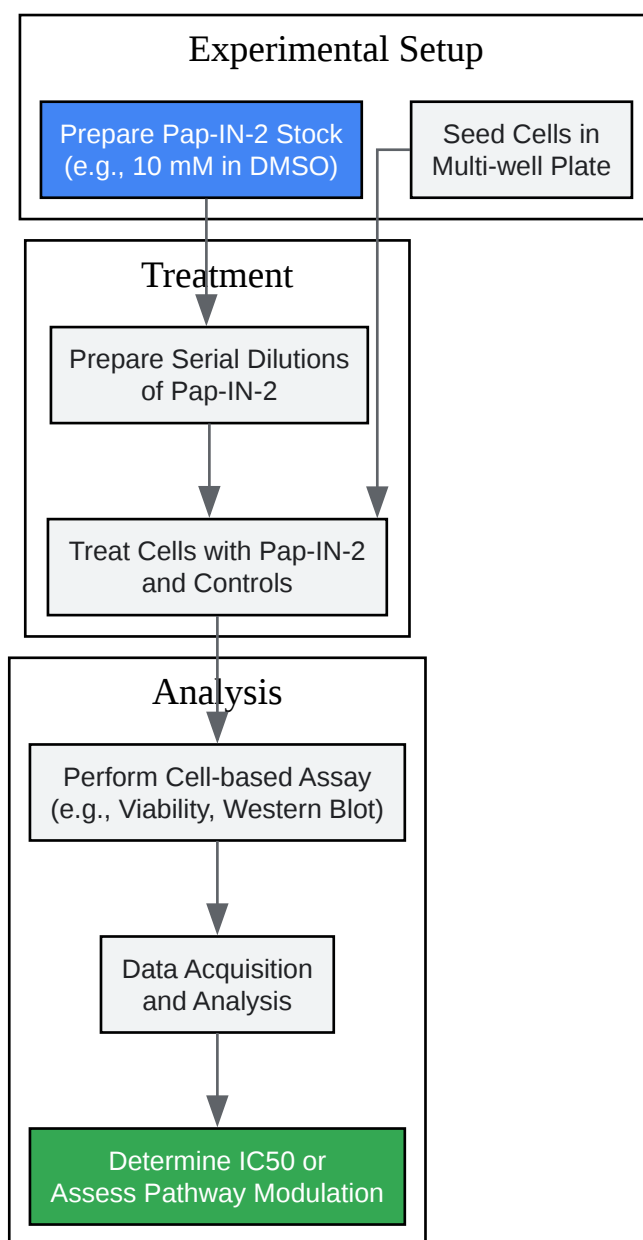 Experimental Setup
Prepare Pap-IN-2 Stock
(e.g., 10 mM in DMSO)
Seed Cells in
Multi-well Plate
Treatment
Prepare Serial Dilutions
of Pap-IN-2
Treat Cells with Pap-IN-2
and Controls
Analysis
Perform Cell-based Assay
(e.g., Viability, Western Blot)
Data Acquisition
and Analysis
Determine IC50 or
Assess Pathway Modulation